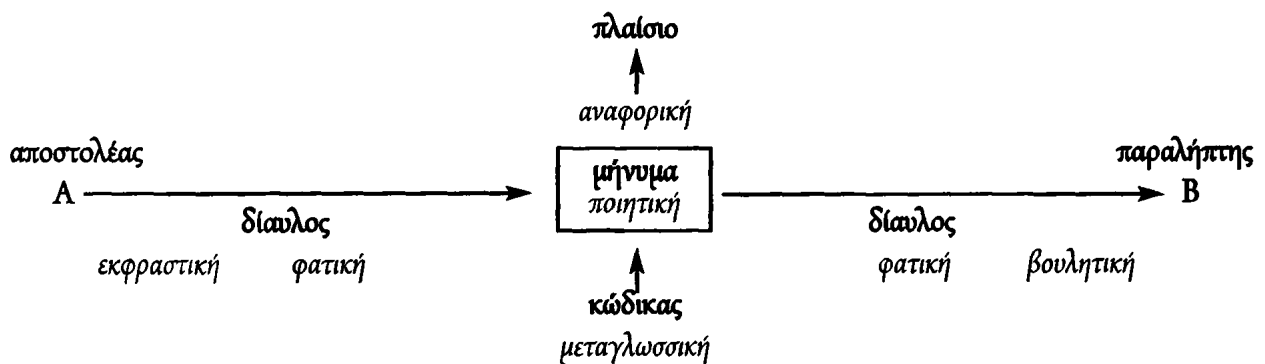 πλαίσιο
αναφορική
αποστολέας
παραλήπτης
Α
μήνυμα
ποιητική
Β
δίαυλος
δίαυλος
εκφραστική φατική
φατική βουλητική
κώδικας
μεταγλωσσική